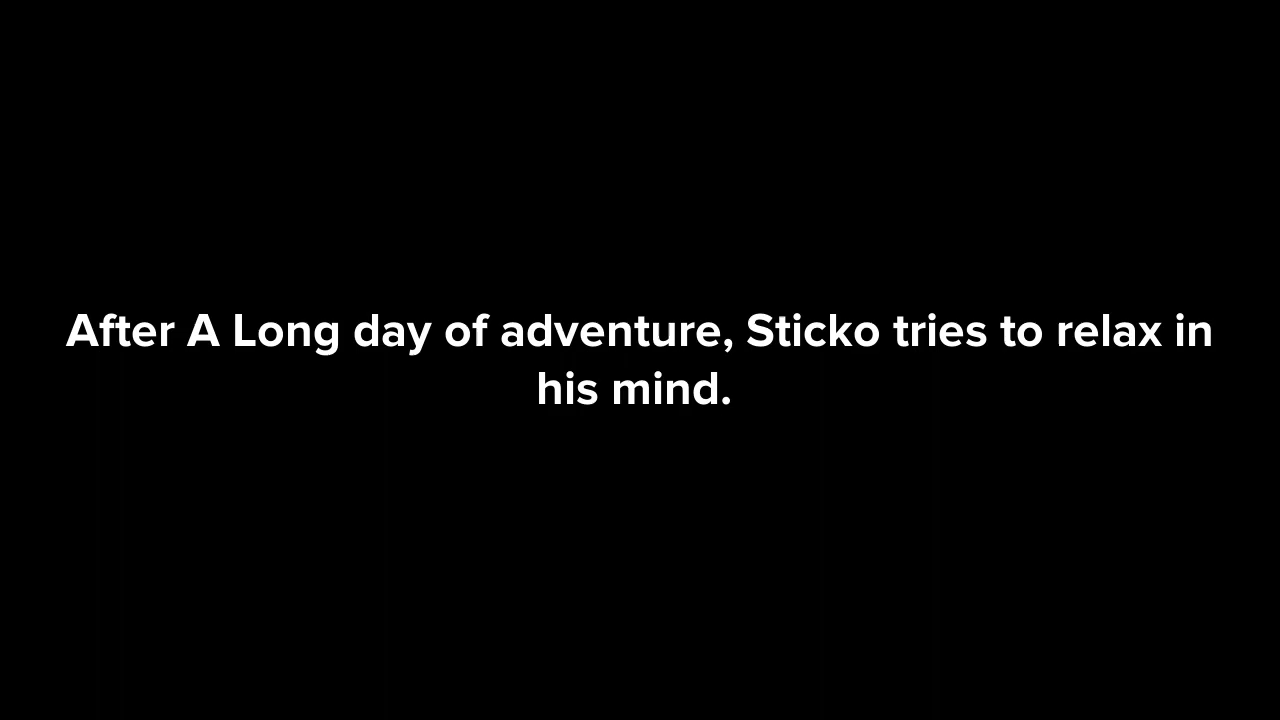 After A Long day of adventure, Sticko tries to relax in
his mind.